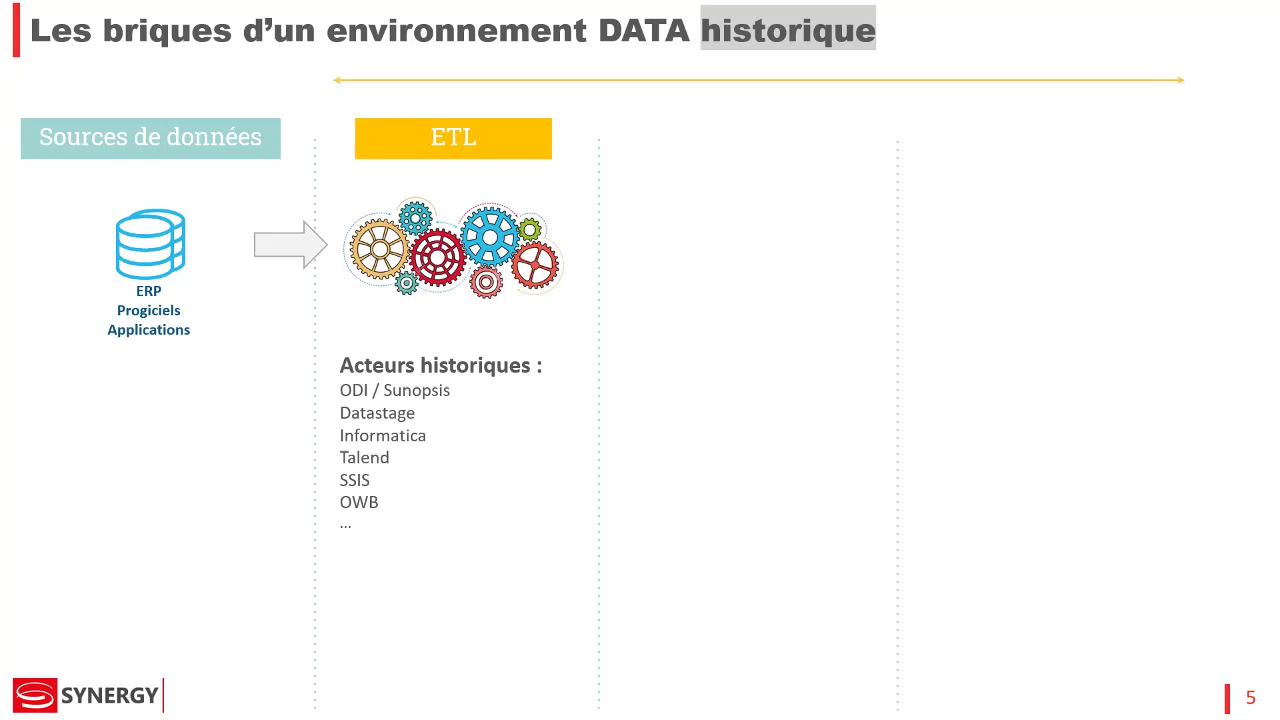 Les briques d’un environnement DATA historique
Sources de données
ETL
ERP
Progiciels
Applications
Acteurs historiques :
ODI / Sunopsis
Datastage
Informatica
Talend
SSIS
OWB
...
SYNERGY
5